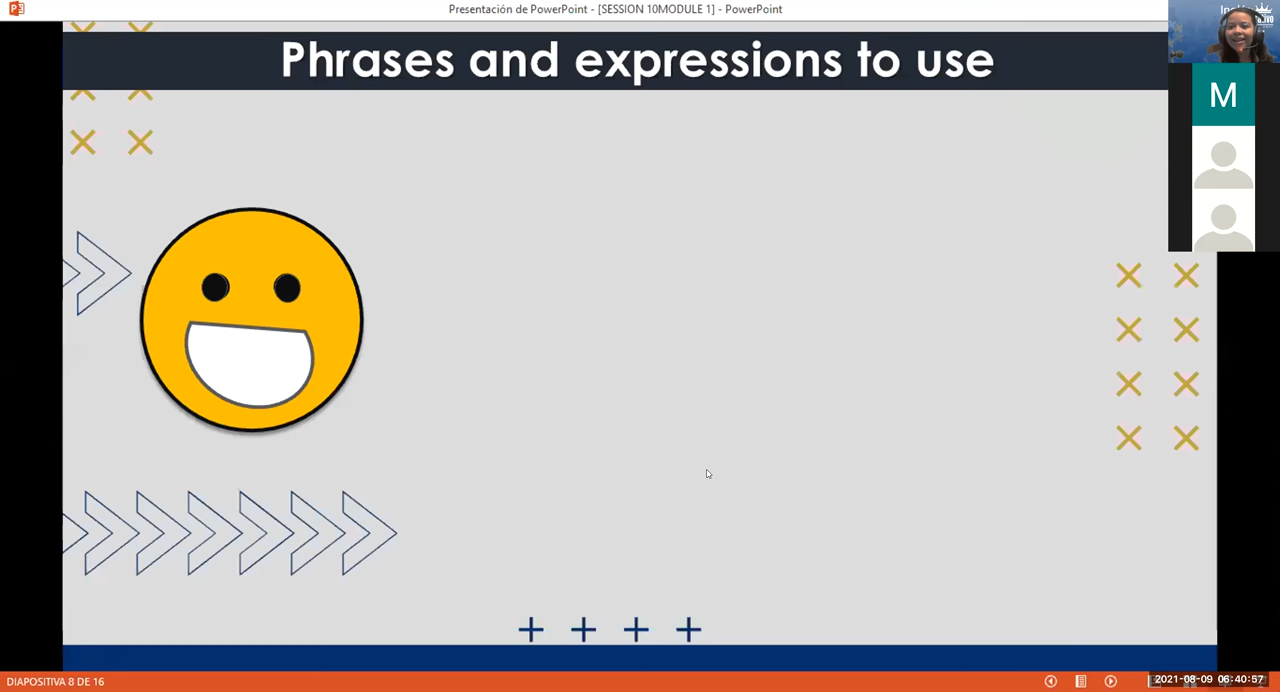 Presentación de PowerPoint - [SESSION 10MODULE 1] - PowerPoint
Phrases and expressions to use
M
DIAPOSITIVA 8 DE 16
2021-08-09 06:40:57